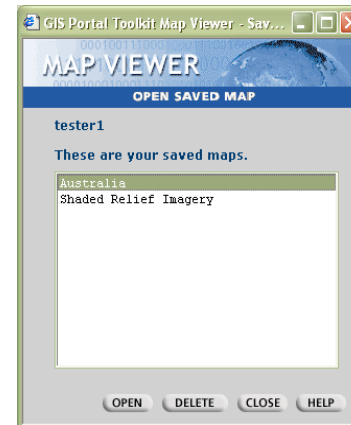 GIS Portal Toolkit Map Viewer - Sav...
MAP VIEWER
OPEN SAVED MAP
tester1
These are your saved maps.
Australia
Shaded Relief Imagery
OPEN DELETE CLOSE HELP